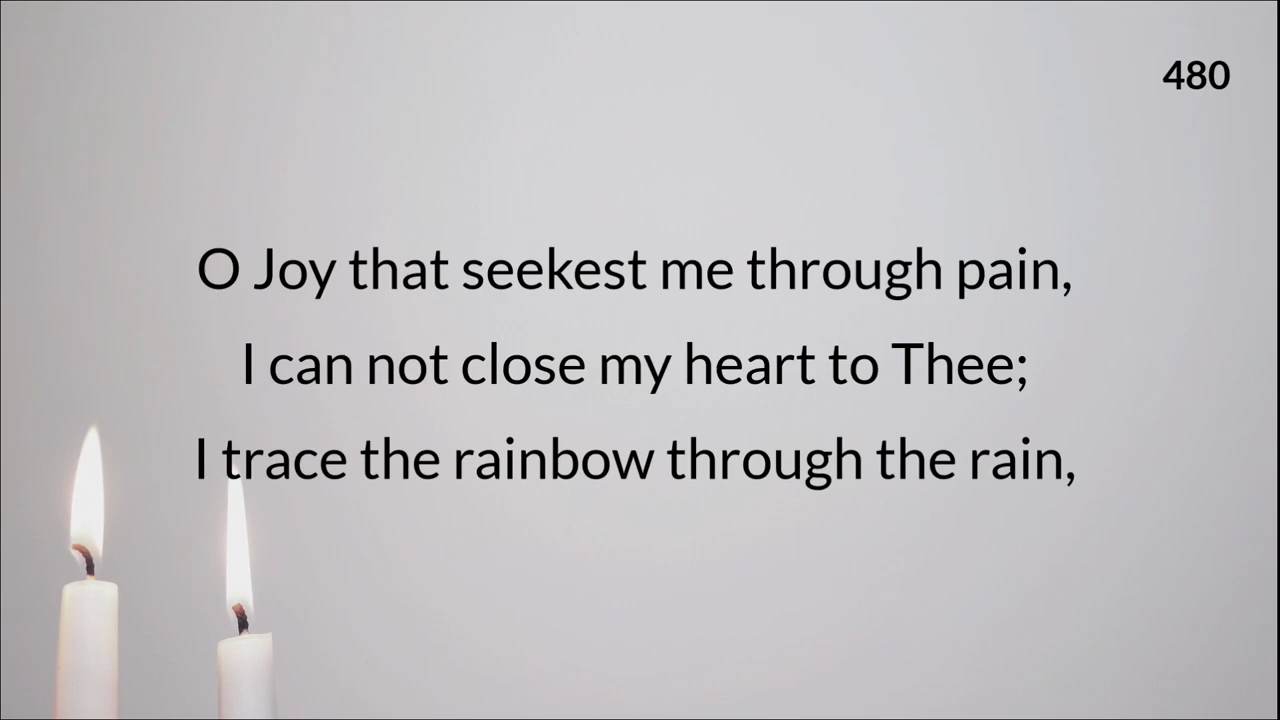 480
O Joy that seekest me through pain,
I can not close my heart to Thee;
I trace the rainbow through the rain,